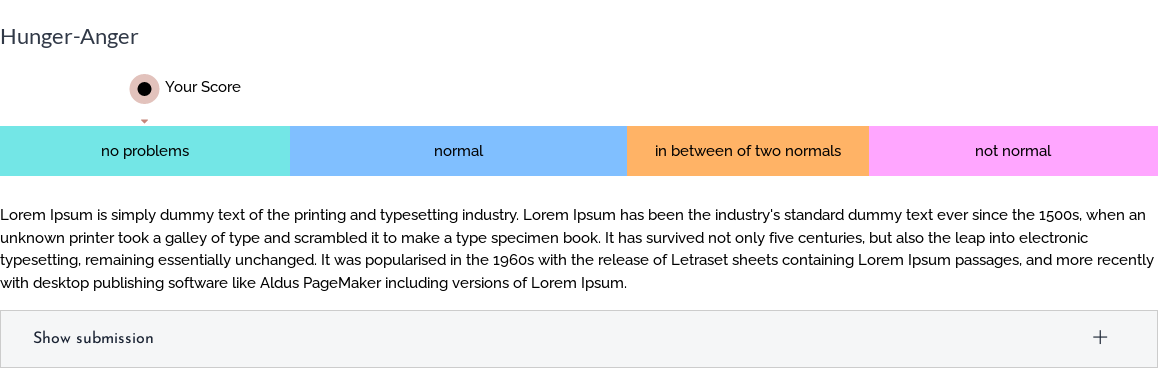 Hunger-Anger
Your Score
no problems normal in between of two normals not normal
Lorem Ipsum is simply dummy text of the printing and typesetting industry. Lorem Ipsum has been the industry's standard dummy text ever since the 1500s, when an
unknown printer took a galley of type and scrambled it to make a type specimen book. It has survived not only five centuries, but also the leap into electronic
typesetting, remaining essentially unchanged. It was popularised in the 1960s with the release of Letraset sheets containing Lorem Ipsum passages, and more recently
with desktop publishing software like Aldus PageMaker including versions of Lorem Ipsum.
Show submission